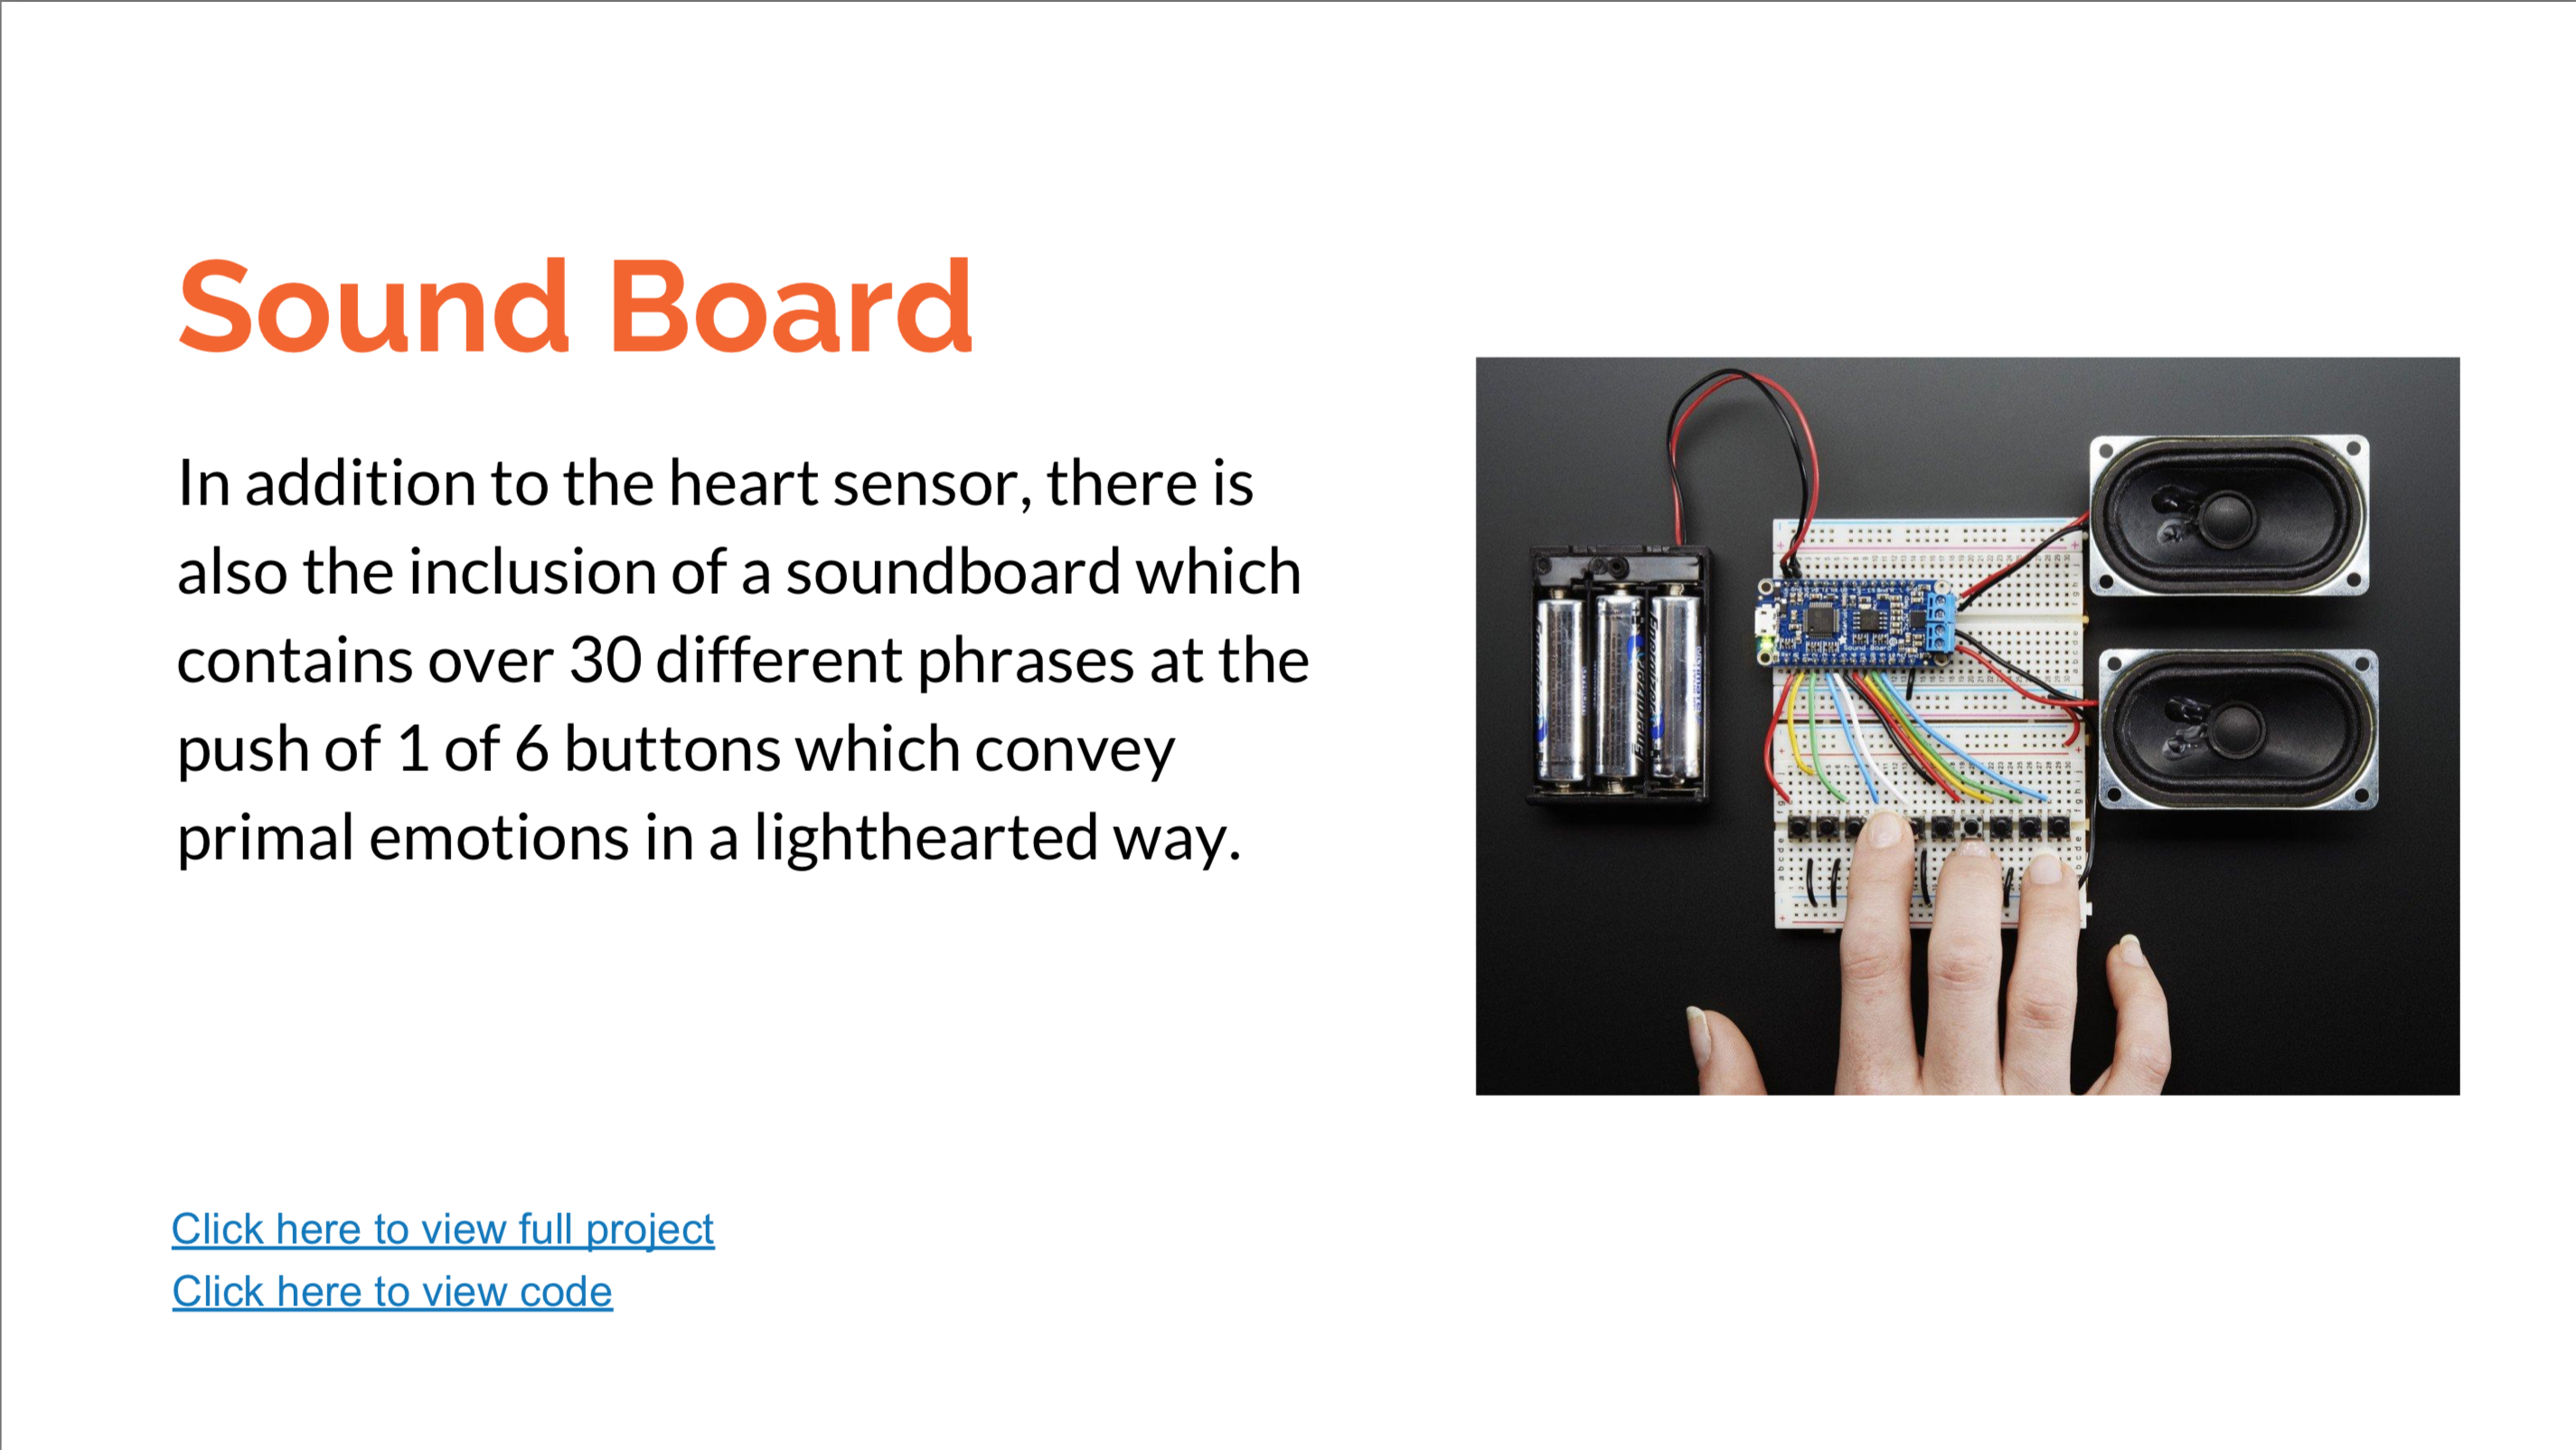 Sound Board
In addition to the heart sensor, there is
also the inclusion of a soundboard which
contains over 30 different phrases at the
push of 1 of 6 buttons which convey
primal emotions in a lighthearted way.
Sound Board
Click here to view full project
Click here to view code